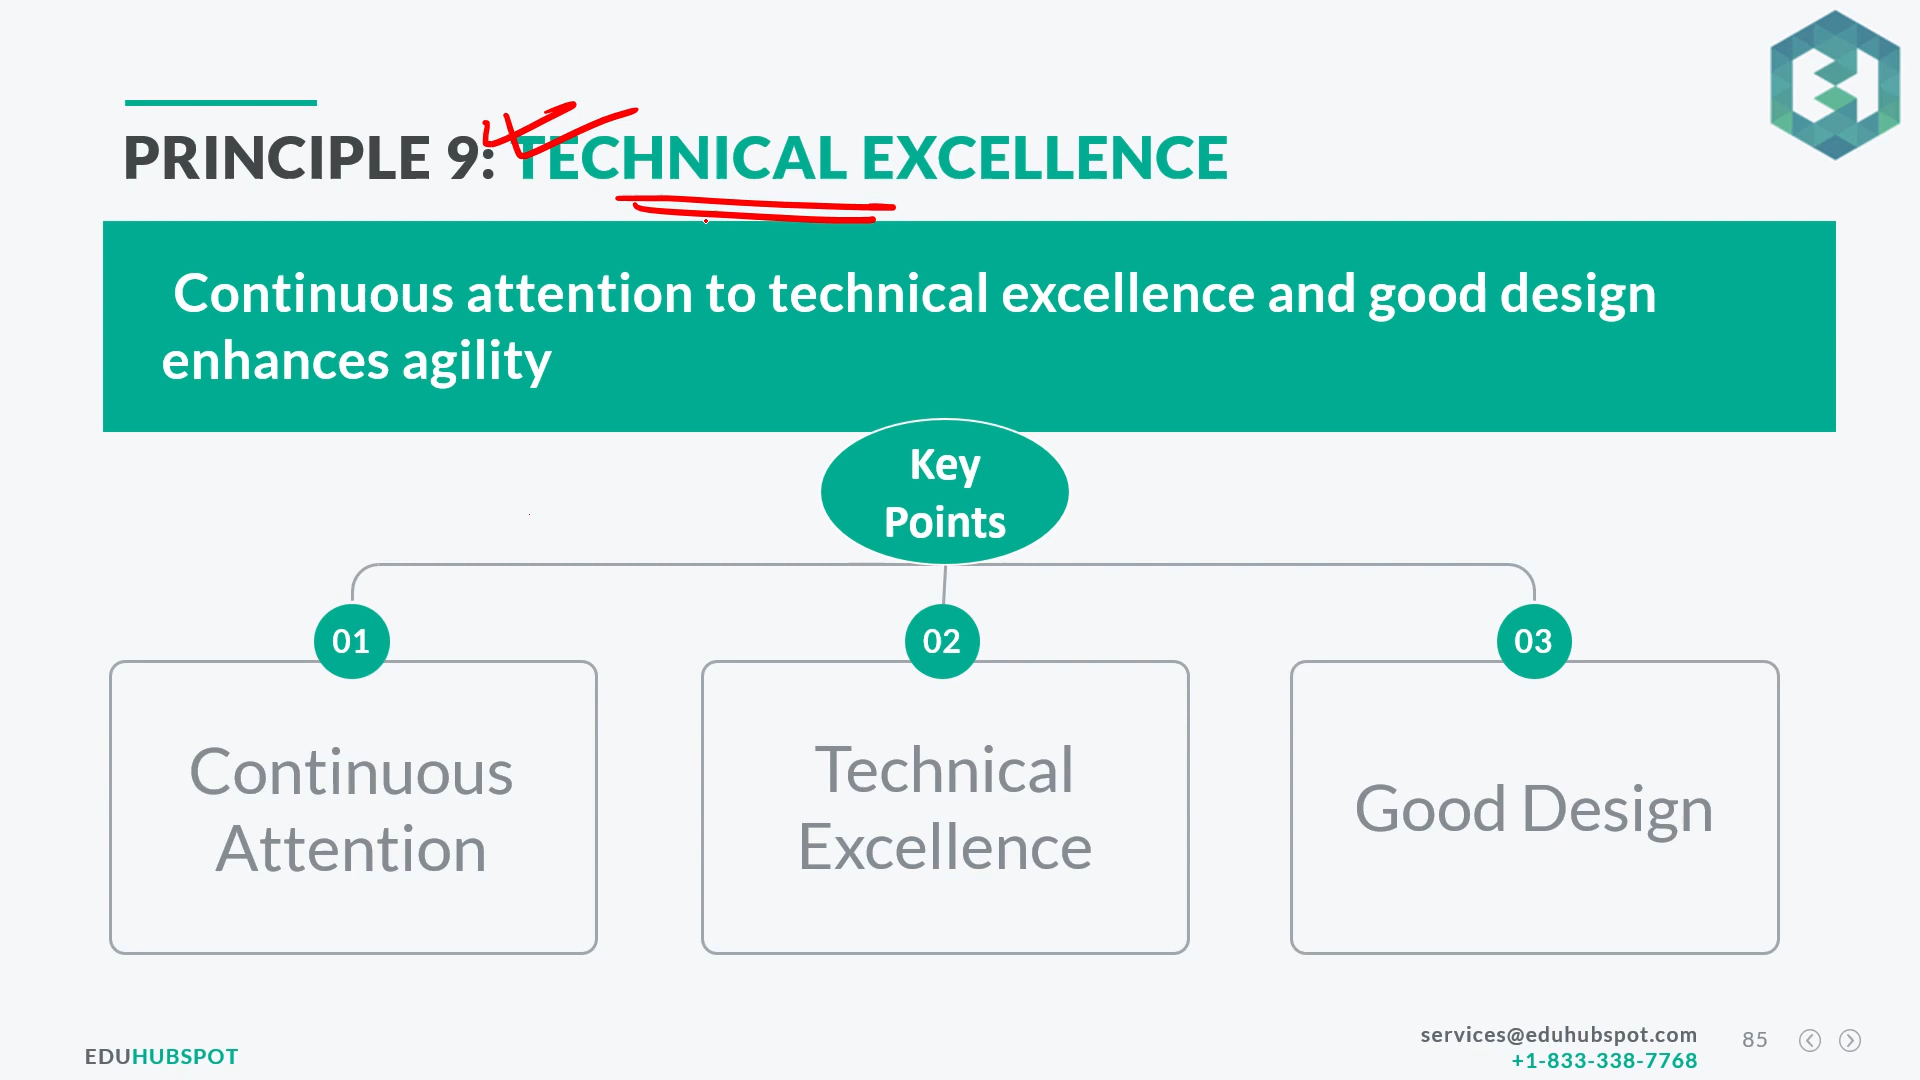 PRINCIPLE 9: TECHNICAL EXCELLENCE
Continuous attention to technical excellence and good design
enhances agility
Key
Points
01
02
03
Continuous
Attention
Technical
Excellence
Good Design
EDUHUBSPOT
services@eduhubspot.com
+1-833-338-7768
85